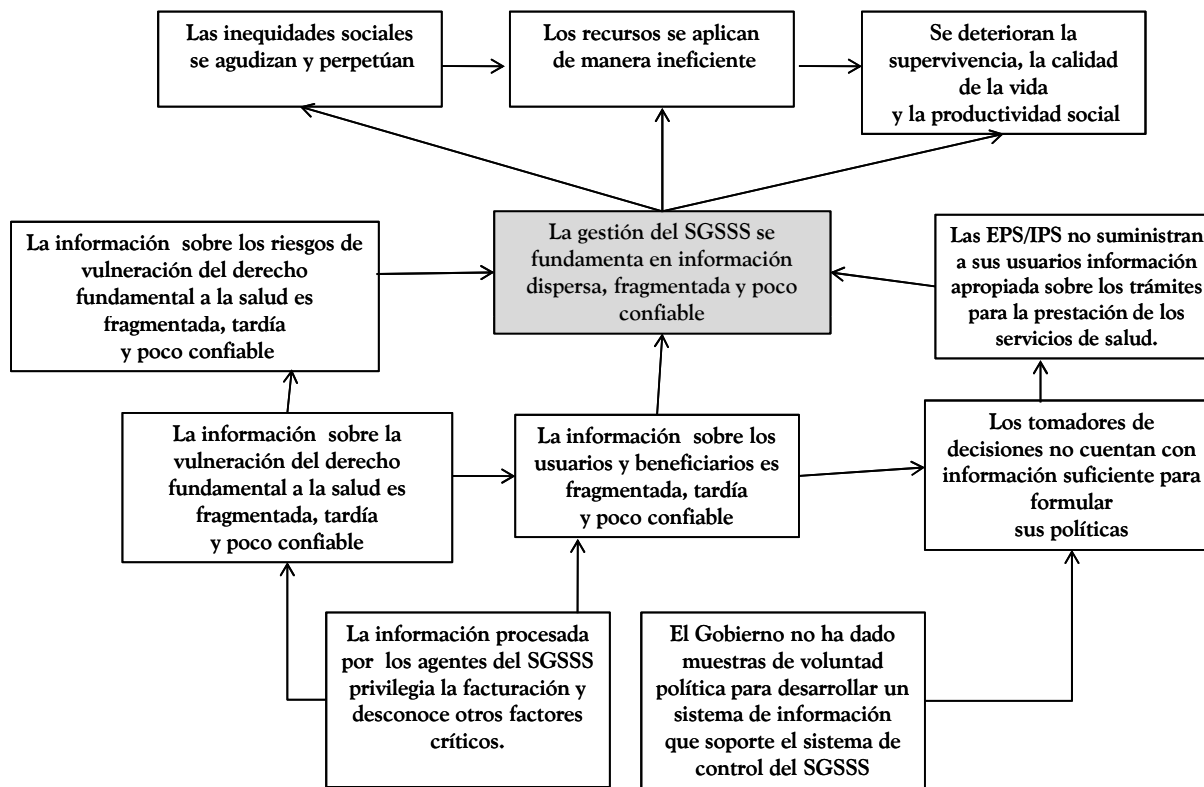 Las inequidades sociales
se agudizan y perpetúan
Los recursos se aplican
de manera ineficiente
Se deterioran la
supervivencia, la calidad
de la vida
y la productividad social
La información sobre los riesgos de
vulneración del derecho
fundamental a la salud es
fragmentada, tardía
y poco confiable
La gestión del SGSSS se
fundamenta en información
dispersa, fragmentada y poco
confiable
Las EPS/IPS no suministran
a sus usuarios información
apropiada sobre los trámites
para la prestación de los
servicios de salud.
La información sobre la
vulneración del derecho
fundamental a la salud es
fragmentada, tardía
y poco confiable
La información sobre los
usuarios y beneficiarios es
fragmentada, tardía
y poco confiable
Los tomadores de
decisiones no cuentan con
información suficiente para
formular
sus políticas
La información procesada
por los agentes del SGSSS
privilegia la facturación y
desconoce otros factores
críticos.
El Gobierno no ha dado
muestras de voluntad
política para desarrollar un
sistema de información
que soporte el sistema de
control del SGSSS